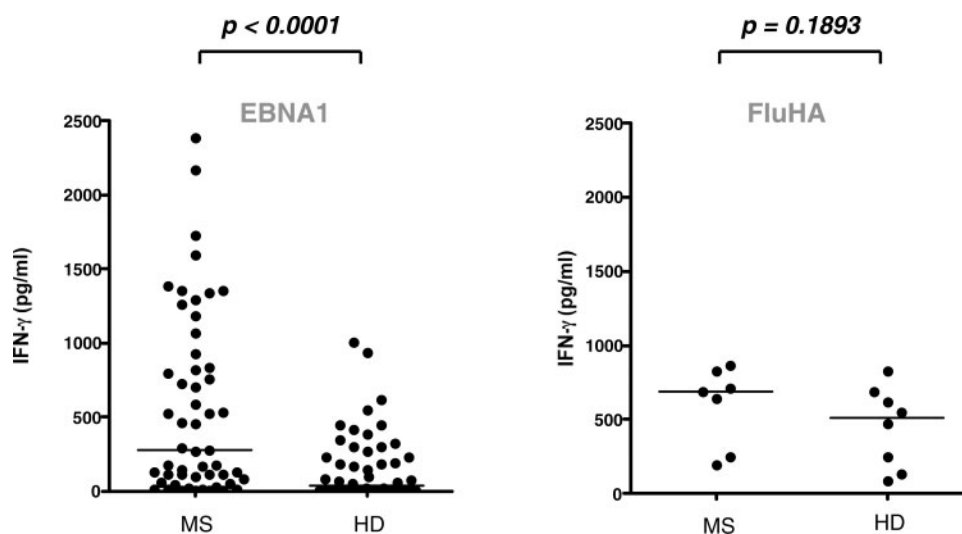 p < 0.0001
EBNA1
2500
2000
1500
1000
500
0
IFN-γ (pg/ml)
MS
HD
p = 0.1893
FluHA
2500
2000
1500
1000
500
0
IFN-γ (pg/ml)
MS
HD